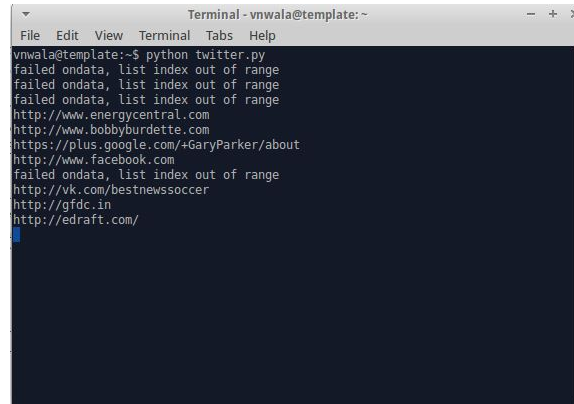 Terminal - vnwala@template: ~
File Edit View Terminal Tabs Help
vnwala@template:~$ python twitter.py
failed ondata, list index out of range
failed ondata, list index out of range
failed ondata, list index out of range
http://www.energycentral.com
http://www.bobbyburdette.com
https://plus.google.com/+GaryParker/about
http://www.facebook.com
failed ondata, list index out of range
http://vk.com/bestnewssoccer
http://gfdc.in
http://edraft.com/